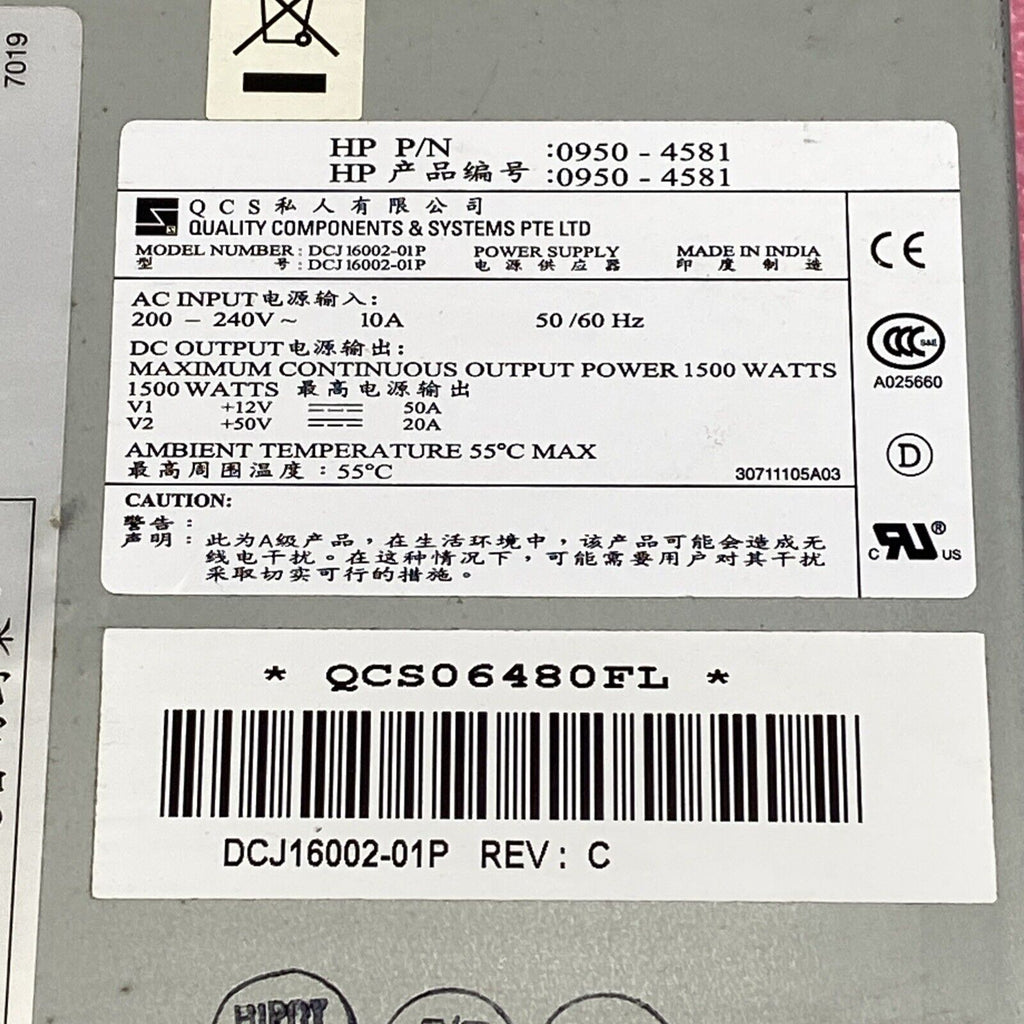 7019
HP P/N :0950 - 4581
HP 产品编号 :0950 - 4581
QCS私人有限公司
QUALITY COMPONENTS & SYSTEMS PTE LTD
MODEL NUMBER : DCJ16002-01P POWER SUPPLY MADE IN INDIA
型 号 : DCJ16002-01P 电源供应器 印度制造
AC INPUT 电源输入 :
200 – 240V ~ 10A 50 /60 Hz
DC OUTPUT 电源输出 :
MAXIMUM CONTINUOUS OUTPUT POWER 1500 WATTS
1500 WATTS 最高电源输出
V1 +12V 50A
V2 +50V 20A
AMBIENT TEMPERATURE 55°C MAX
最高周围温度 : 55°C 30711105A03
CAUTION:
警告 :
声明 : 此为A级产品，在生活环境中，该产品可能会造成无
线电干扰。在这种情况下，可能需要用户对其干扰
采取切实可行的措施。
CE
CCC S&E
A025660
D
c RU ® US
* QCS06480FL *
DCJ16002-01P REV: C
HIPOT